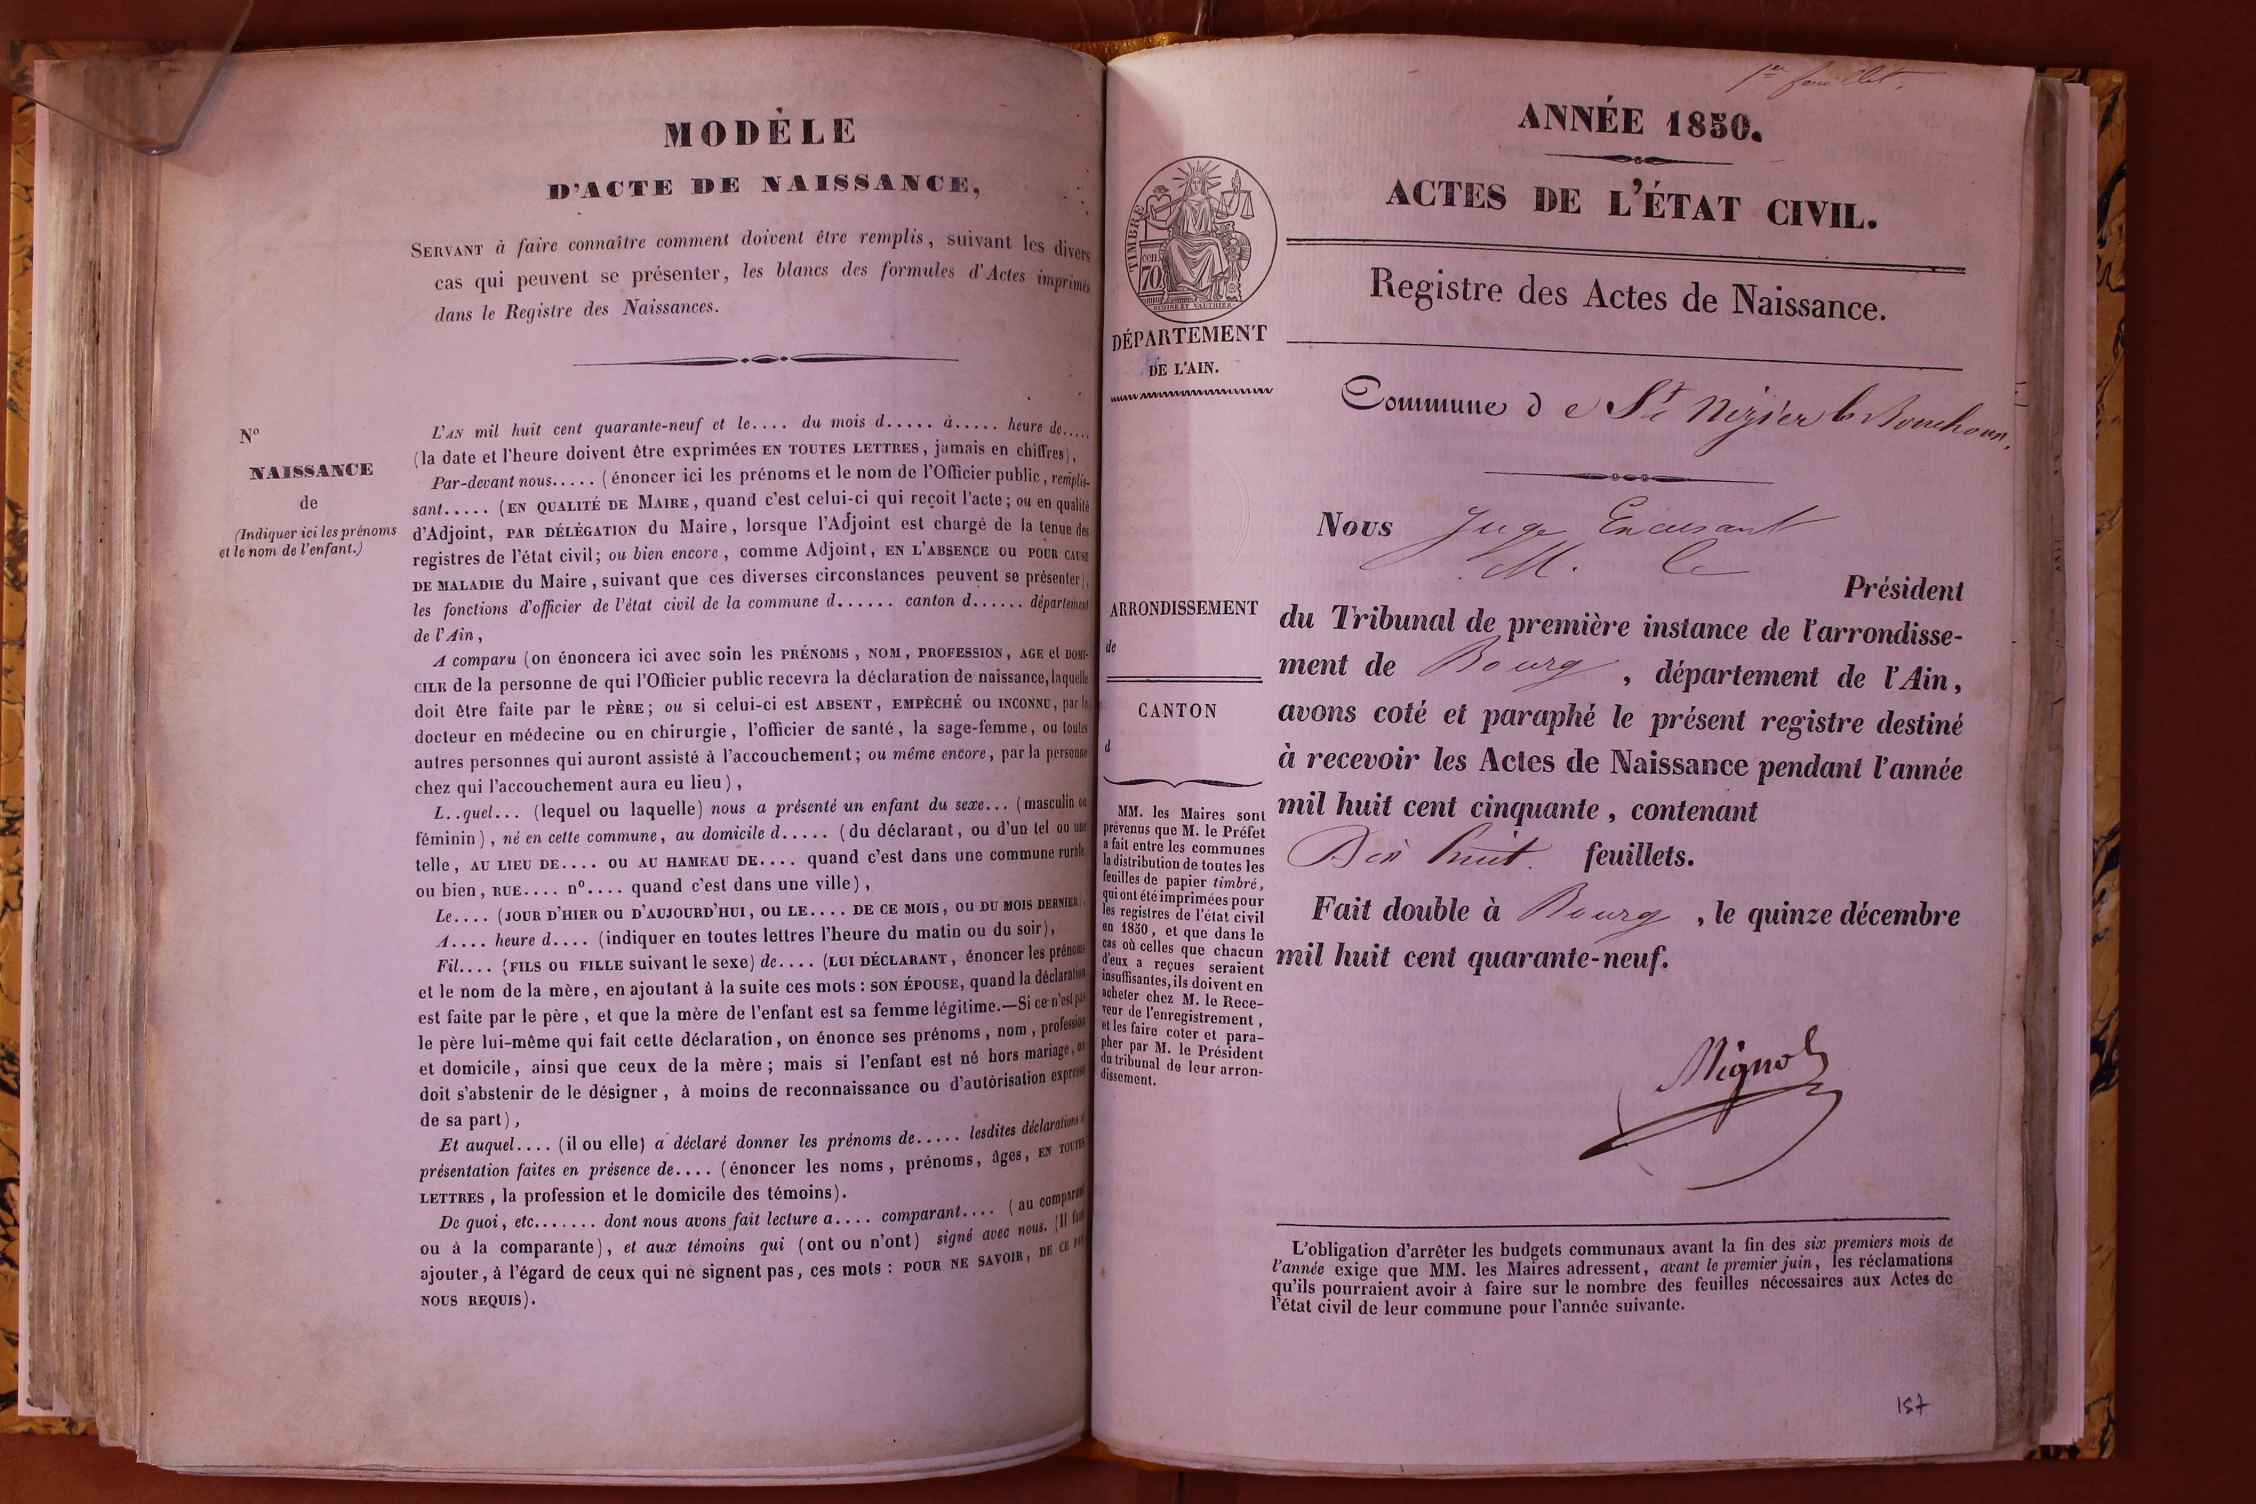 MODÈLE
D'ACTE DE NAISSANCE,
SERVANT à faire connaître comment doivent être remplis, suivant les divers
cas qui peuvent se présenter, les blancs des formules d'Actes imprimés
dans le Registre des Naissances.
N°
NAISSANCE
de
(Indiquer ici les prénoms
et le nom de l'enfant.)
L'AN mil huit cent quarante-neuf et le.... du mois d..... à..... heure de.....
(la date et l'heure doivent être exprimées EN TOUTES LETTRES, jamais en chiffres),
Par-devant nous..... (énoncer ici les prénoms et le nom de l'Officier public, remplis-
sant..... (EN QUALITÉ DE MAIRE, quand c'est celui-ci qui reçoit l'acte; ou en qualité
d'Adjoint, PAR DÉLÉGATION du Maire, lorsque l'Adjoint est chargé de la tenue des
registres de l'état civil; ou bien encore, comme Adjoint, EN L'ABSENCE OU POUR CAUSE
DE MALADIE du Maire, suivant que ces diverses circonstances peuvent se présenter),
les fonctions d'officier de l'état civil de la commune d...... canton d...... département
de l'Ain,
A comparu (on énoncera ici avec soin les PRÉNOMS, NOM, PROFESSION, AGE et DOMI-
CILE de la personne de qui l'Officier public recevra la déclaration de naissance, laquelle
doit être faite par le PÈRE; ou si celui-ci est ABSENT, EMPÊCHÉ OU INCONNU, par le
docteur en médecine ou en chirurgie, l'officier de santé, la sage-femme, ou toutes
autres personnes qui auront assisté à l'accouchement; ou même encore, par la personne
chez qui l'accouchement aura eu lieu),
L..quel... (lequel ou laquelle) nous a présenté un enfant du sexe... (masculin ou
féminin), né en cette commune, au domicile d..... (du déclarant, ou d'un tel ou une
telle, AU LIEU DE.... OU AU HAMEAU DE.... quand c'est dans une commune rurale,
ou bien, RUE.... n°.... quand c'est dans une ville),
Le.... (JOUR D'HIER OU D'AUJOURD'HUI, OU LE.... DE CE MOIS, OU DU MOIS DERNIER),
A.... heure d.... (indiquer en toutes lettres l'heure du matin ou du soir),
Fil.... (FILS ou FILLE suivant le sexe) de.... (LUI DÉCLARANT, énoncer les prénoms
et le nom de la mère, en ajoutant à la suite ces mots: SON ÉPOUSE, quand la déclaration
est faite par le père, et que la mère de l'enfant est sa femme légitime.—Si ce n'est pas
le père lui-même qui fait cette déclaration, on énonce ses prénoms, nom, profession
et domicile, ainsi que ceux de la mère; mais si l'enfant est né hors mariage, on
doit s'abstenir de le désigner, à moins de reconnaissance ou d'autorisation expresse
de sa part),
Et auquel.... (il ou elle) a déclaré donner les prénoms de..... lesdites déclarations et
présentation faites en présence de.... (énoncer les noms, prénoms, âges, EN TOUTES
LETTRES, la profession et le domicile des témoins).
De quoi, etc....... dont nous avons fait lecture a.... comparant.... (au comparant
ou à la comparante), et aux témoins qui (ont ou n'ont) signé avec nous. (Il faut
ajouter, à l'égard de ceux qui ne signent pas, ces mots: POUR NE SAVOIR, DE CE PAR
NOUS REQUIS).
1er feuillet.
ANNÉE 1850.
ACTES DE L'ÉTAT CIVIL.
Registre des Actes de Naissance.
TIMBRE
70
DÉPARTEMENT
DE L'AIN.
Commune de St Nizier le Bouchoux
Nous Juge
M. le
Président
du Tribunal de première instance de l'arrondisse-
ment de Bourg, département de l'Ain,
avons coté et paraphé le présent registre destiné
à recevoir les Actes de Naissance pendant l'année
mil huit cent cinquante, contenant
Dix huit feuillets.
Fait double à Bourg, le quinze décembre
mil huit cent quarante-neuf.
Mignot
ARRONDISSEMENT
de
CANTON
d
MM. les Maires sont
prévenus que M. le Préfet
a fait entre les communes
la distribution de toutes les
feuilles de papier timbré,
qui ont été imprimées pour
les registres de l'état civil
en 1850, et que dans le
cas où celles que chacun
d'eux a reçues seraient
insuffisantes, ils doivent en
acheter chez M. le Rece-
veur de l'enregistrement,
et les faire coter et para-
pher par M. le Président
du tribunal de leur arron-
dissement.
L'obligation d'arrêter les budgets communaux avant la fin des six premiers mois de
l'année exige que MM. les Maires adressent, avant le premier juin, les réclamations
qu'ils pourraient avoir à faire sur le nombre des feuilles nécessaires aux Actes de
l'état civil de leur commune pour l'année suivante.
157